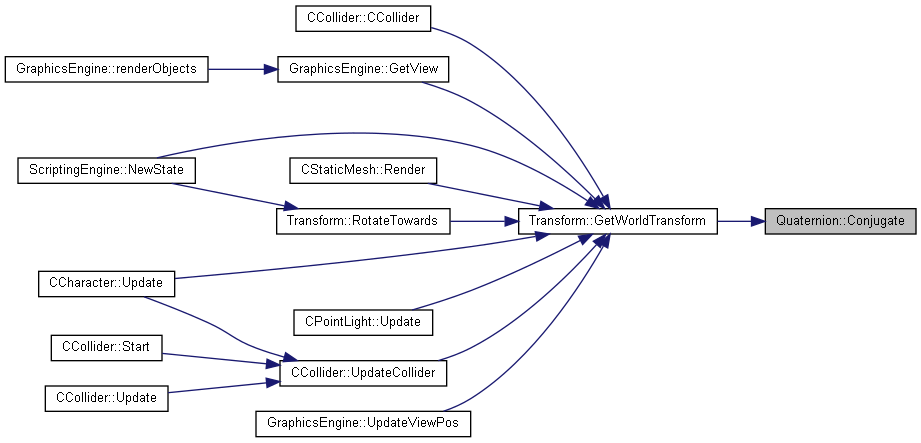 CCollider::CCollider
GraphicsEngine::renderObjects
GraphicsEngine::GetView
ScriptingEngine::NewState
CStaticMesh::Render
Transform::RotateTowards
Transform::GetWorldTransform
Quaternion::Conjugate
CCharacter::Update
CPointLight::Update
CCollider::Start
CCollider::UpdateCollider
CCollider::Update
GraphicsEngine::UpdateViewPos